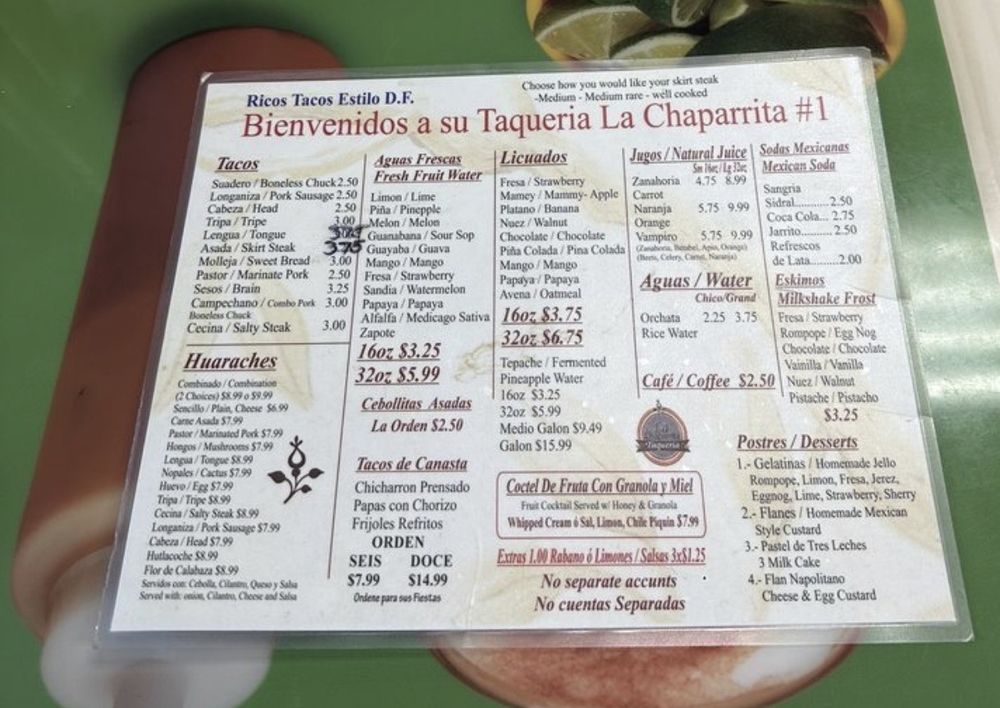 Choose how you would like your skirt steak
-Medium - Medium rare - well cooked
Ricos Tacos Estilo D.F.
Bienvenidos a su Taqueria La Chaparrita #1
Tacos
Suadero / Boneless Chuck 2.50
Longaniza / Pork Sausage 2.50
Cabeza / Head 2.50
Tripa / Tripe 3.00
Lengua / Tongue
Asada / Skirt Steak 3.75
Molleja / Sweet Bread 3.00
Pastor / Marinate Pork 2.50
Sesos / Brain 3.25
Campechano / Combo Pork 3.00
Boneless Chuck
Cecina / Salty Steak 3.00
Huaraches
Combinado / Combination
(2 Choices) $8.99 o $9.99
Sencillo / Plain, Cheese $6.99
Carne Asada $7.99
Pastor / Marinated Pork $7.99
Hongos / Mushrooms $7.99
Lengua / Tongue $8.99
Nopales / Cactus $7.99
Huevo / Egg $7.99
Tripa / Tripe $8.99
Cecina / Salty Steak $8.99
Longaniza / Pork Sausage $7.99
Cabeza / Head $7.99
Hutlacoche $8.99
Flor de Calabaza $8.99
Servidos con: Cebolla, Cilantro, Queso y Salsa
Served with: onion, Cilantro, Cheese and Salsa
Aguas Frescas
Fresh Fruit Water
Limon / Lime
Piña / Pinepple
Melon / Melon
Guanabana / Sour Sop
Guayaba / Guava
Mango / Mango
Fresa / Strawberry
Sandia / Watermelon
Papaya / Papaya
Alfalfa / Medicago Sativa
Zapote
16oz $3.25
32oz $5.99
Cebollitas Asadas
La Orden $2.50
Tacos de Canasta
Chicharron Prensado
Papas con Chorizo
Frijoles Refritos
ORDEN
SEIS DOCE
$7.99 $14.99
Ordene para sus Fiestas
Licuados
Fresa / Strawberry
Mamey / Mammy- Apple
Platano / Banana
Nuez / Walnut
Chocolate / Chocolate
Piña Colada / Pina Colada
Mango / Mango
Papaya / Papaya
Avena / Oatmeal
16oz $3.75
32oz $6.75
Tepache / Fermented
Pineapple Water
16oz $3.25
32oz $5.99
Medio Galon $9.49
Galon $15.99
Coctel De Fruta Con Granola y Miel
Fruit Cocktail Served w/ Honey & Granola
Whipped Cream ó Sal, Limon, Chile Piquin $7.99
Extras 1.00 Rabano ó Limones / Salsas 3x$1.25
No separate accunts
No cuentas Separadas
Jugos / Natural Juice
Sm 16oz / Lg 32oz
Zanahoria 4.75 8.99
Carrot
Naranja 5.75 9.99
Orange
Vampiro 5.75 9.99
(Zanahoria, Betabel, Apio, Orange)
(Beets, Celery, Carrot, Naranja)
Aguas / Water
Chico/Grand
Orchata 2.25 3.75
Rice Water
Café / Coffee $2.50
Taqueria
Sodas Mexicanas
Mexican Soda
Sangria
Sidral...........2.50
Coca Cola... 2.75
Jarrito..........2.50
Refrescos
de Lata.........2.00
Eskimos
Milkshake Frost
Fresa / Strawberry
Rompope / Egg Nog
Chocolate / Chocolate
Vainilla / Vanilla
Nuez / Walnut
Pistache / Pistacho
$3.25
Postres / Desserts
1.- Gelatinas / Homemade Jello
Rompope, Limon, Fresa, Jerez,
Eggnog, Lime, Strawberry, Sherry
2.- Flanes / Homemade Mexican
Style Custard
3.- Pastel de Tres Leches
3 Milk Cake
4.- Flan Napolitano
Cheese & Egg Custard